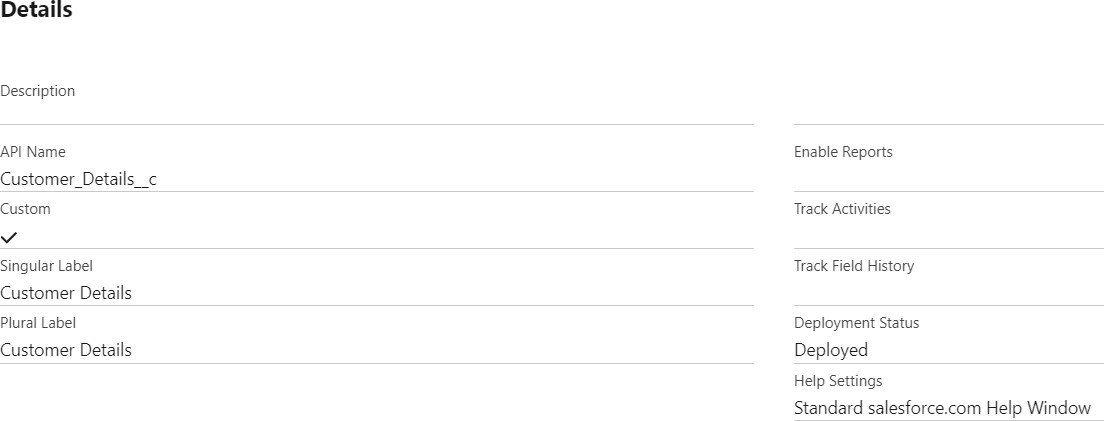 Details
Description
API Name
Customer_Details__c
Custom
Singular Label
Customer Details
Plural Label
Customer Details
Enable Reports
Track Activities
Track Field History
Deployment Status
Deployed
Help Settings
Standard salesforce.com Help Window